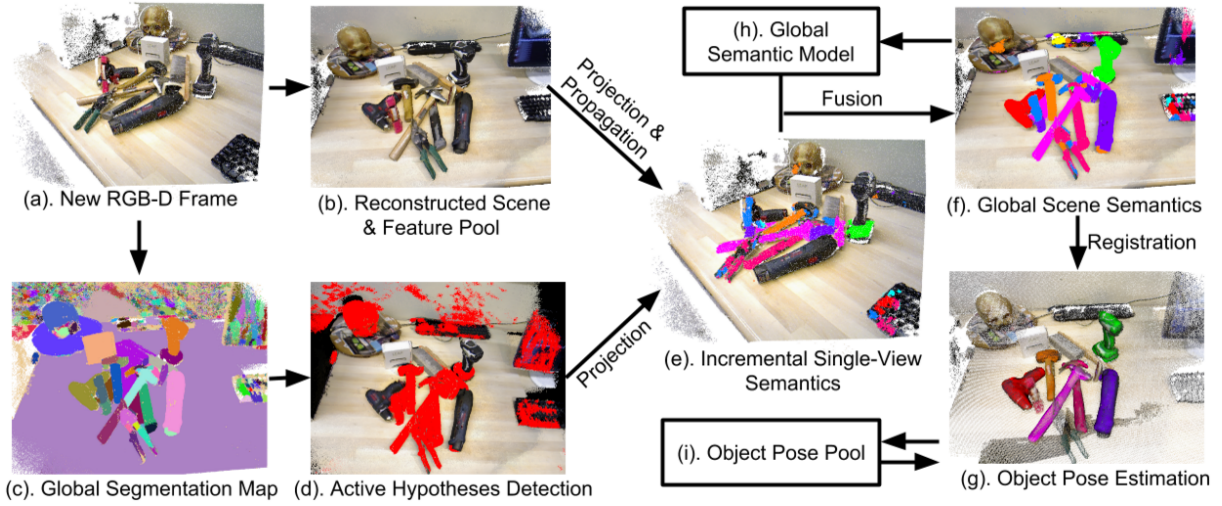 (h). Global
Semantic Model
Projection &
Propagation
Fusion
(a). New RGB-D Frame
(b). Reconstructed Scene
& Feature Pool
(f). Global Scene Semantics
Registration
Projection
(e). Incremental Single-View
Semantics
(i). Object Pose Pool
(c). Global Segmentation Map
(d). Active Hypotheses Detection
(g). Object Pose Estimation